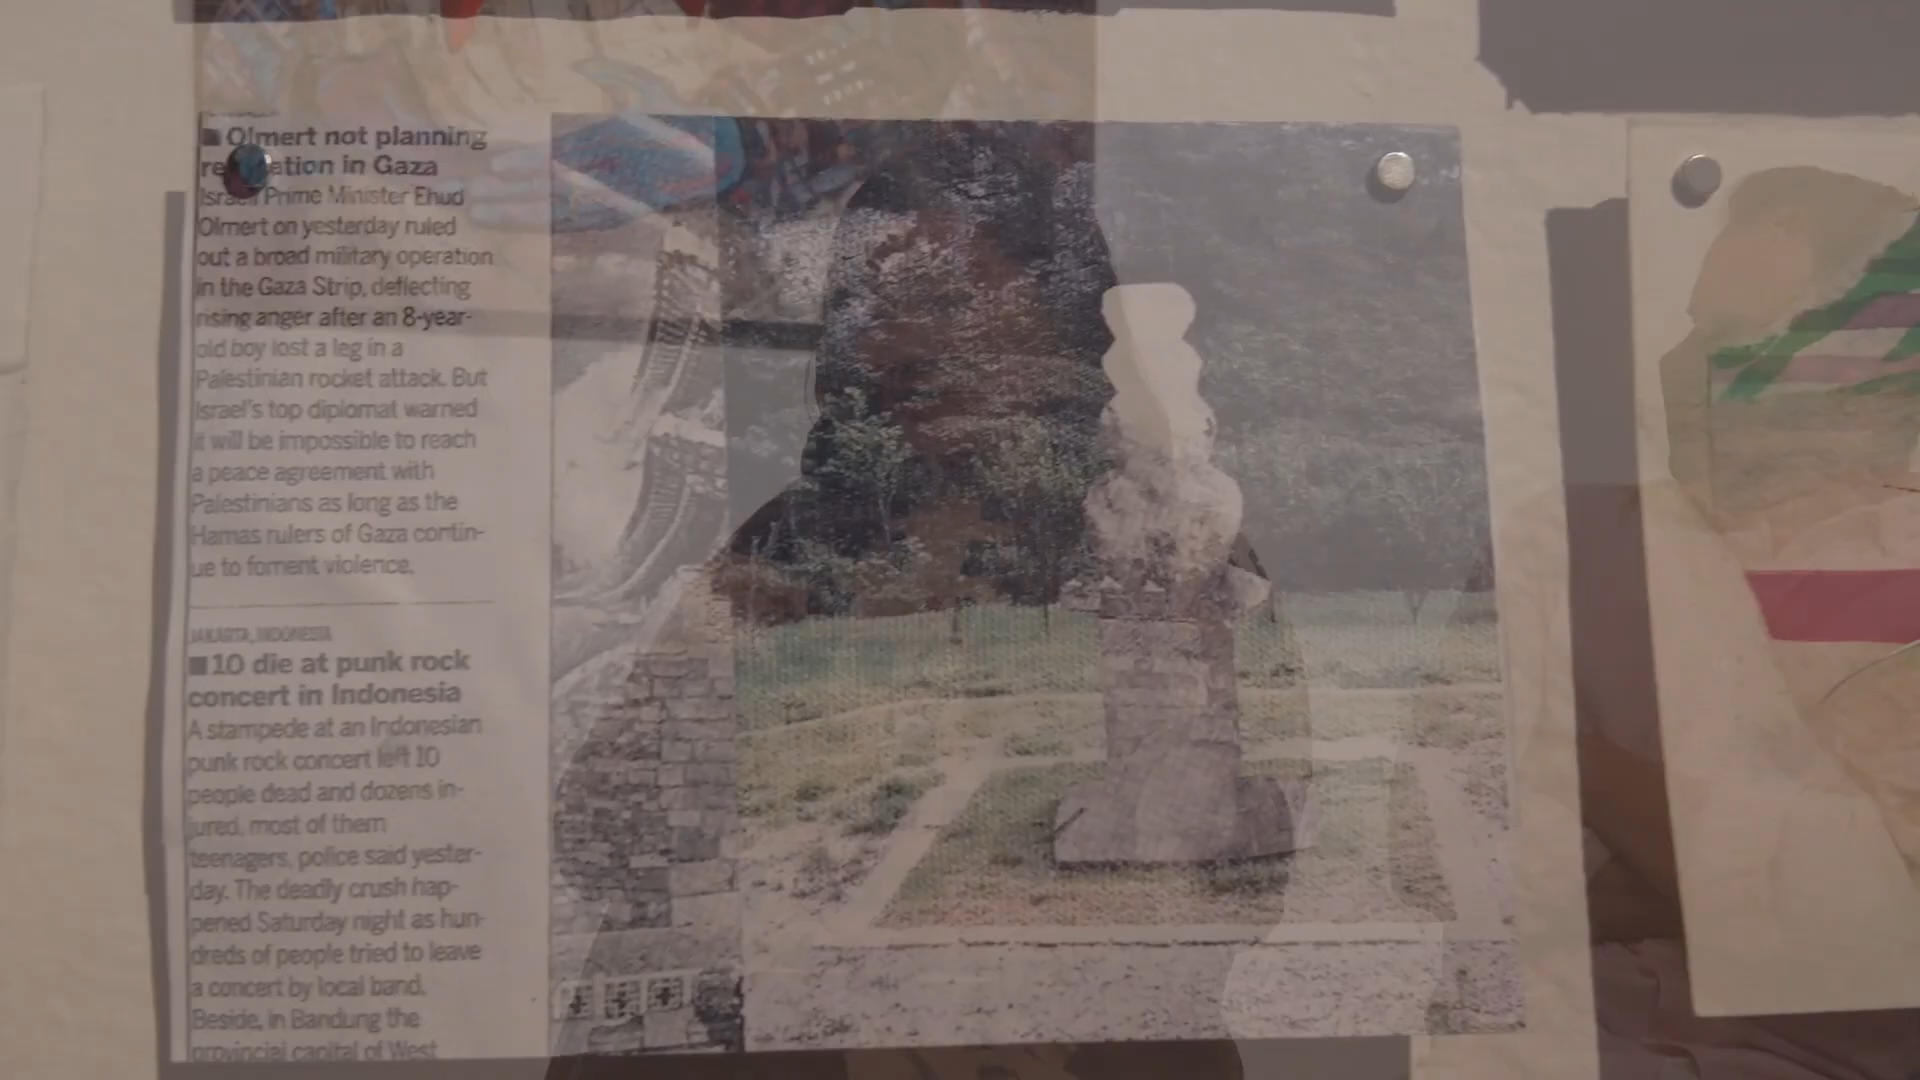 ■ Olmert not planning
in Gaza
Israeli Prime Minister Ehud
Olmert on yesterday ruled
out a broad military operation
in the Gaza Strip, deflecting
rising anger after an 8-year-
old boy lost a leg in a
Palestinian rocket attack. But
Israel's top diplomat warned
it will be impossible to reach
a peace agreement with
Palestinians as long as the
Hamas rulers of Gaza contin-
ue to foment violence.
JAKARTA, INDONESIA
■ 10 die at punk rock
concert in Indonesia
A stampede at an Indonesian
punk rock concert left 10
people dead and dozens in-
jured, most of them
teenagers, police said yester-
day. The deadly crush hap-
pened Saturday night as hun-
dreds of people tried to leave
a concert by local band,
Beside, in Bandung the
provincial capital of West